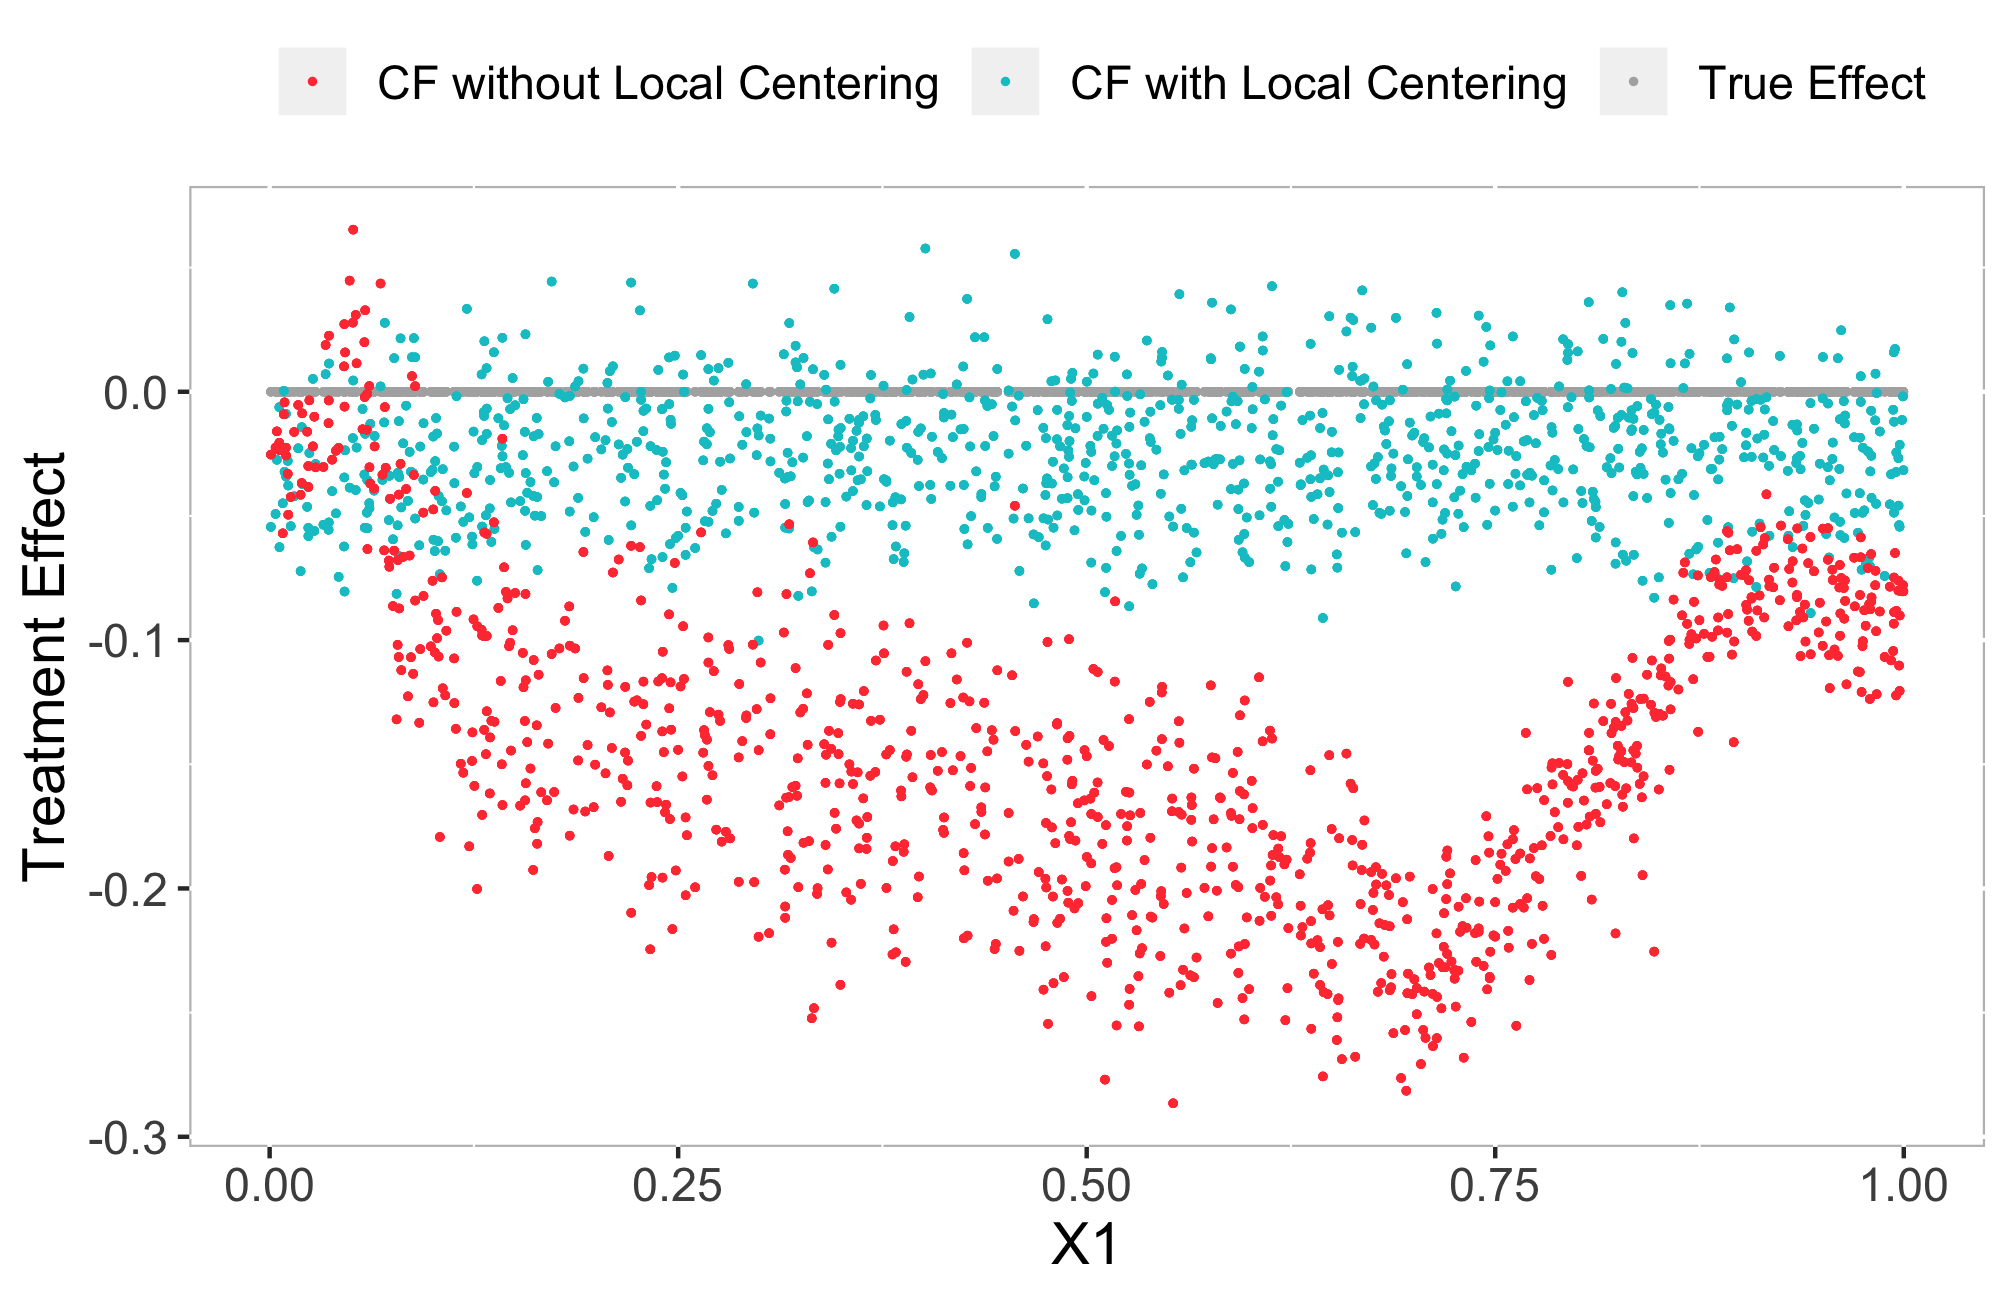 CF without Local Centering CF with Local Centering True Effect
Treatment Effect
0.0
-0.1
-0.2
-0.3
0.00 0.25 0.50 0.75 1.00
X1